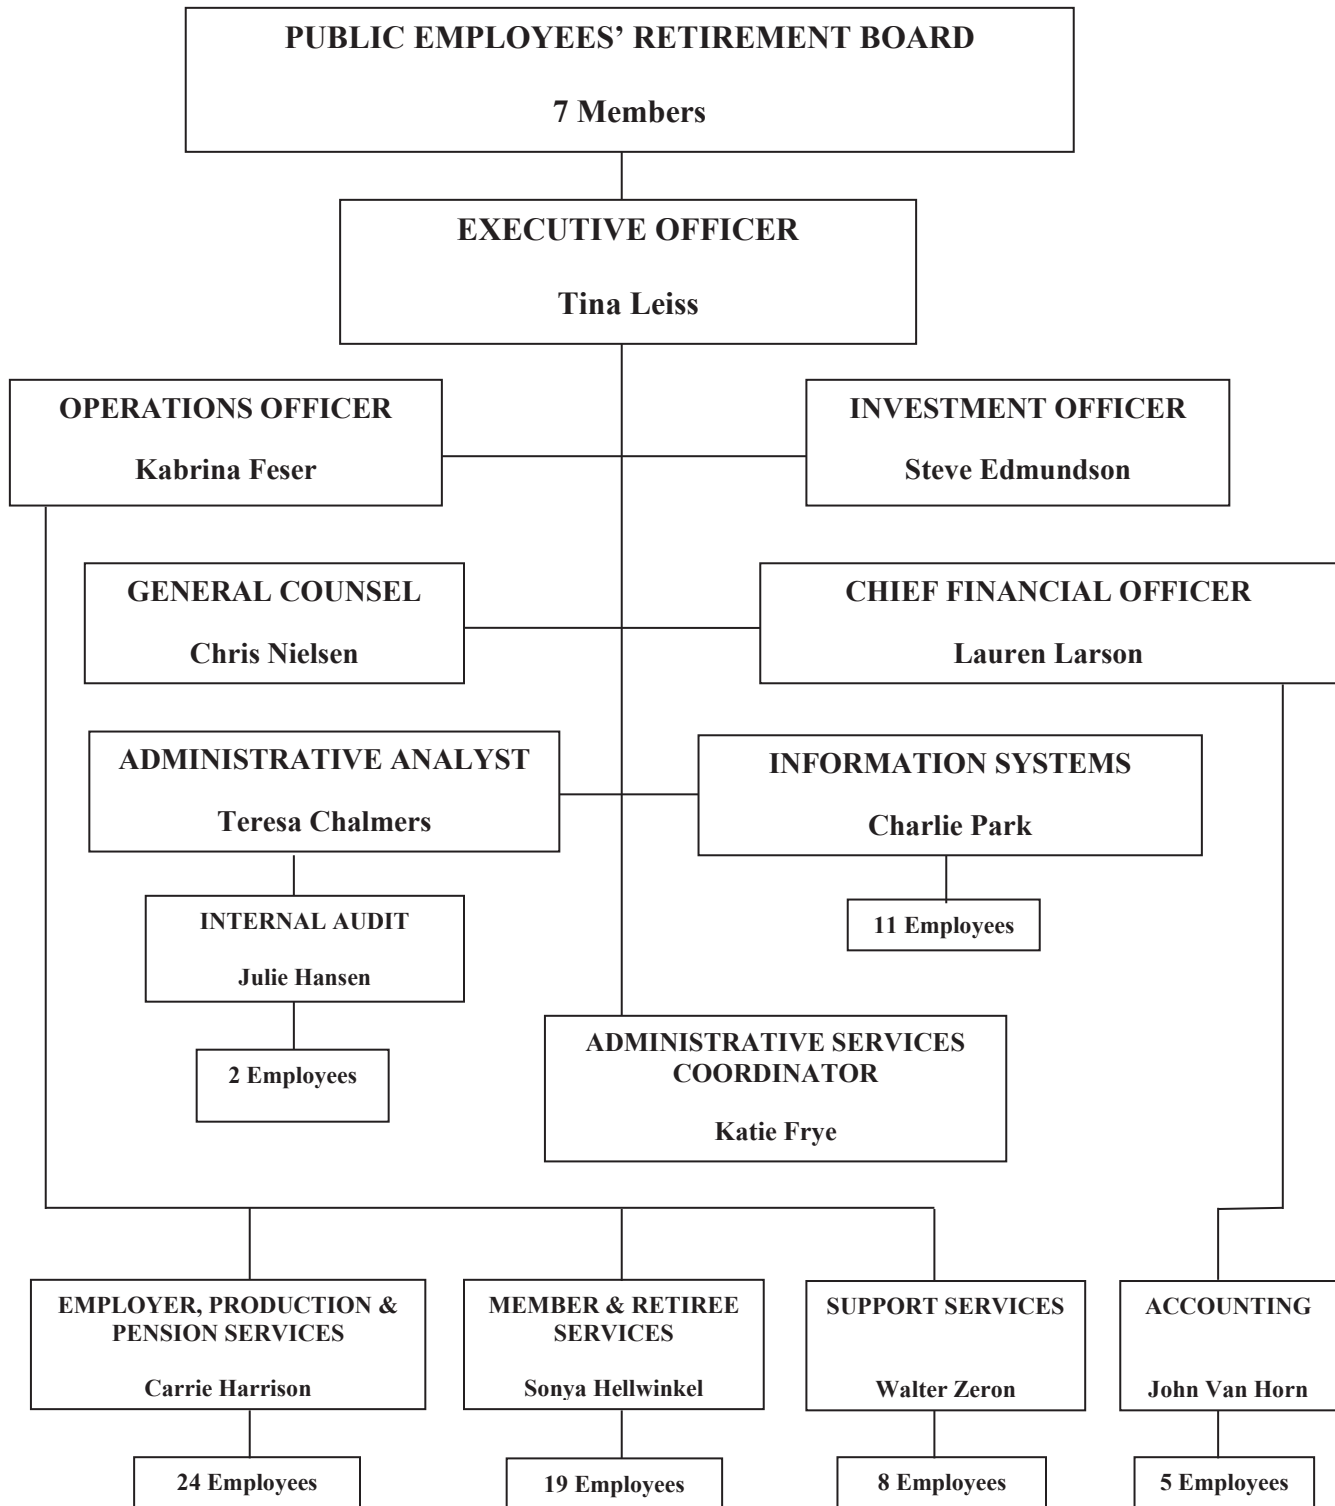 PUBLIC EMPLOYEES’ RETIREMENT BOARD
7 Members
EXECUTIVE OFFICER
Tina Leiss
OPERATIONS OFFICER
Kabrina Feser
INVESTMENT OFFICER
Steve Edmundson
GENERAL COUNSEL
Chris Nielsen
CHIEF FINANCIAL OFFICER
Lauren Larson
ADMINISTRATIVE ANALYST
Teresa Chalmers
INFORMATION SYSTEMS
Charlie Park
INTERNAL AUDIT
Julie Hansen
11 Employees
2 Employees
ADMINISTRATIVE SERVICES
COORDINATOR
Katie Frye
EMPLOYER, PRODUCTION &
PENSION SERVICES
Carrie Harrison
MEMBER & RETIREE
SERVICES
Sonya Hellwinkel
SUPPORT SERVICES
Walter Zeron
ACCOUNTING
John Van Horn
24 Employees
19 Employees
8 Employees
5 Employees